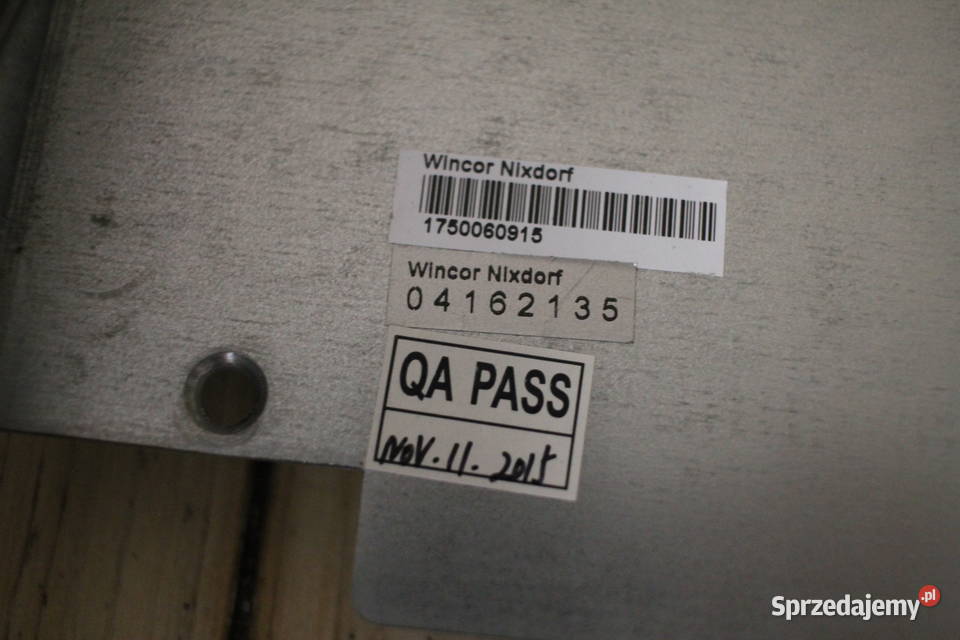 Wincor Nixdorf
1750060915
Wincor Nixdorf
04162135
QA PASS
NOV. 11. 2015
Sprzedajemy.pl